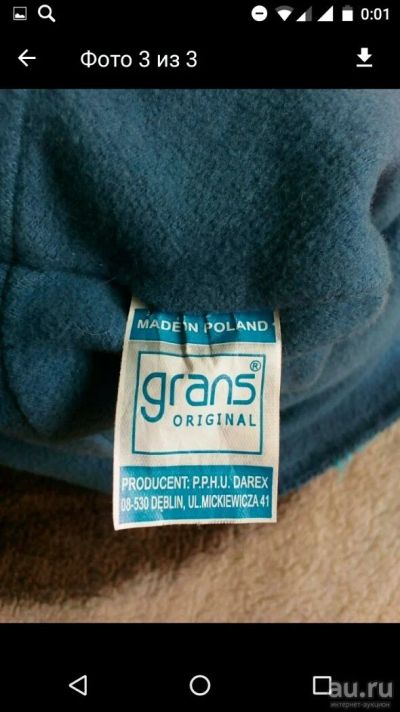 0:01
Фото 3 из 3
MADE IN POLAND
grans®
ORIGINAL
PRODUCENT: P.P.H.U. DAREX
08-530 DĘBLIN, UL.MICKIEWICZA 41
au.ru
интернет-аукцион